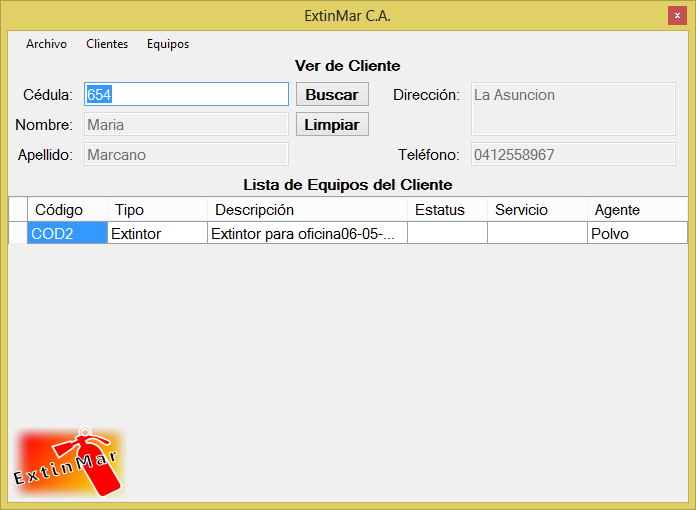 ExtinMar C.A.
x
Archivo Clientes Equipos
Ver de Cliente
Cédula: 654 Buscar Dirección: La Asuncion
Nombre: Maria Limpiar
Apellido: Marcano Teléfono: 0412558967
Lista de Equipos del Cliente
Código Tipo Descripción Estatus Servicio Agente
COD2 Extintor Extintor para oficina06-05-... Polvo
ExtinMar